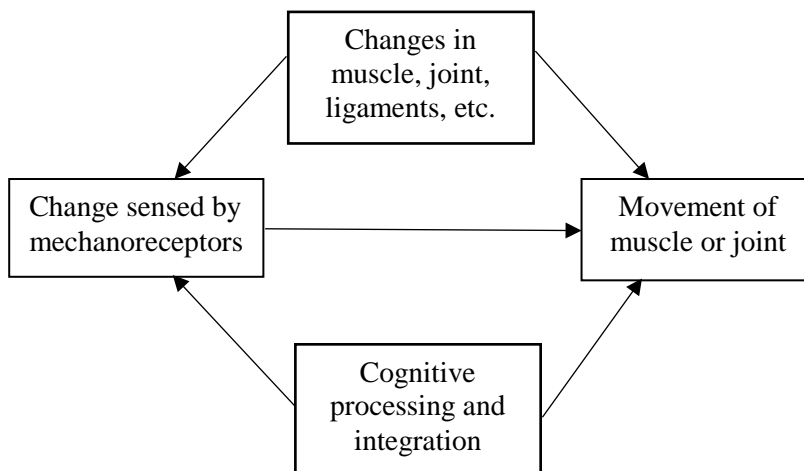 Changes in
muscle, joint,
ligaments, etc.
Change sensed by
mechanoreceptors
Movement of
muscle or joint
Cognitive
processing and
integration